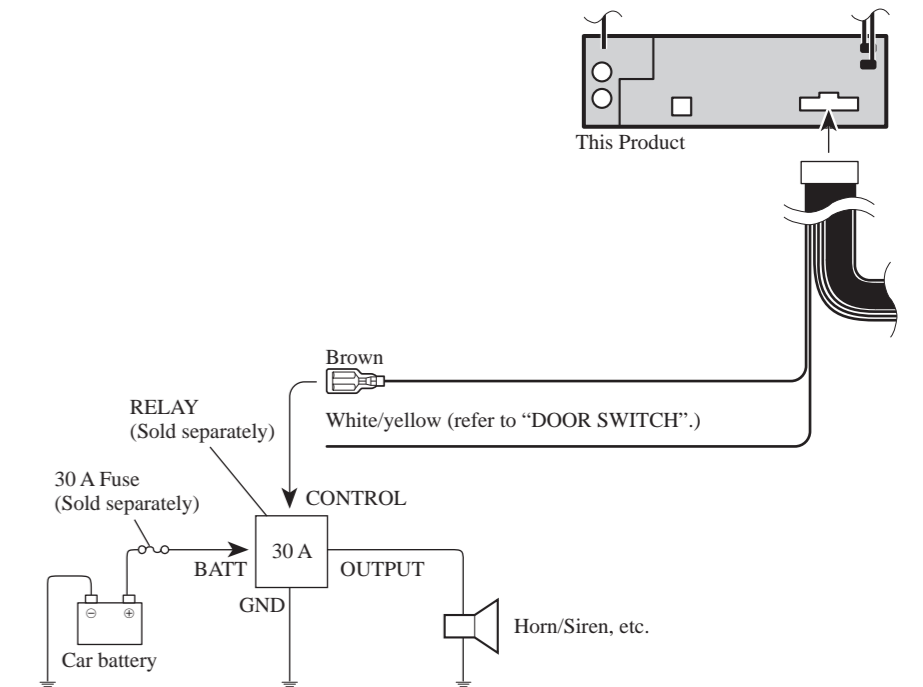 This Product
Brown
White/yellow (refer to “DOOR SWITCH”.)
RELAY
(Sold separately)
30 A Fuse
(Sold separately)
CONTROL
30 A
BATT
OUTPUT
GND
Horn/Siren, etc.
⊖ ⊕
Car battery